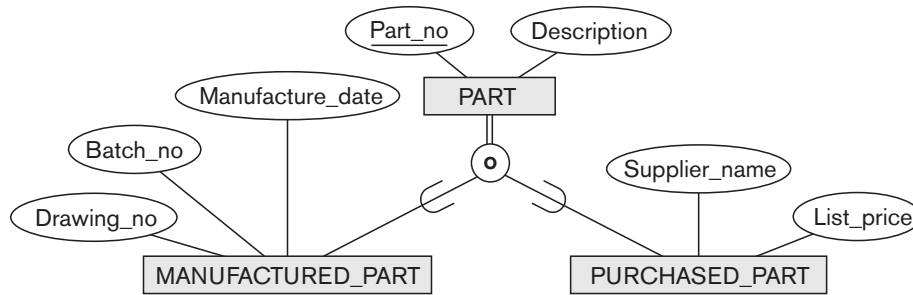 Part_no
Description
PART
Manufacture_date
o
Batch_no
Supplier_name
Drawing_no
List_price
MANUFACTURED_PART
PURCHASED_PART